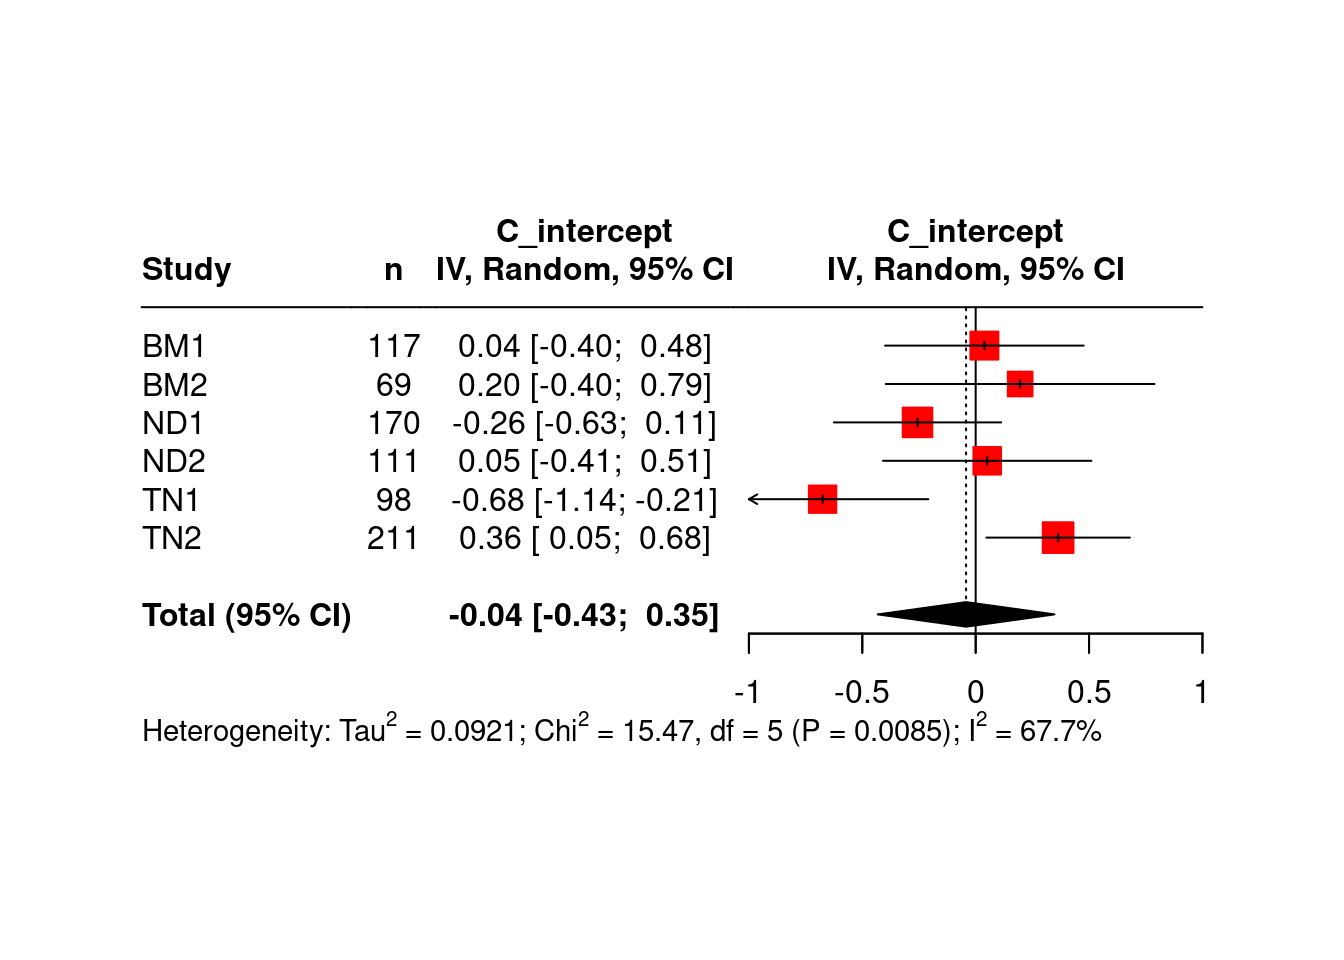 C_intercept C_intercept
Study n IV, Random, 95% CI IV, Random, 95% CI
BM1 117 0.04 [-0.40; 0.48]
BM2 69 0.20 [-0.40; 0.79]
ND1 170 -0.26 [-0.63; 0.11]
ND2 111 0.05 [-0.41; 0.51]
TN1 98 -0.68 [-1.14; -0.21]
TN2 211 0.36 [ 0.05; 0.68]
Total (95% CI) -0.04 [-0.43; 0.35]
-1 -0.5 0 0.5 1
Heterogeneity: Tau² = 0.0921; Chi² = 15.47, df = 5 (P = 0.0085); I² = 67.7%